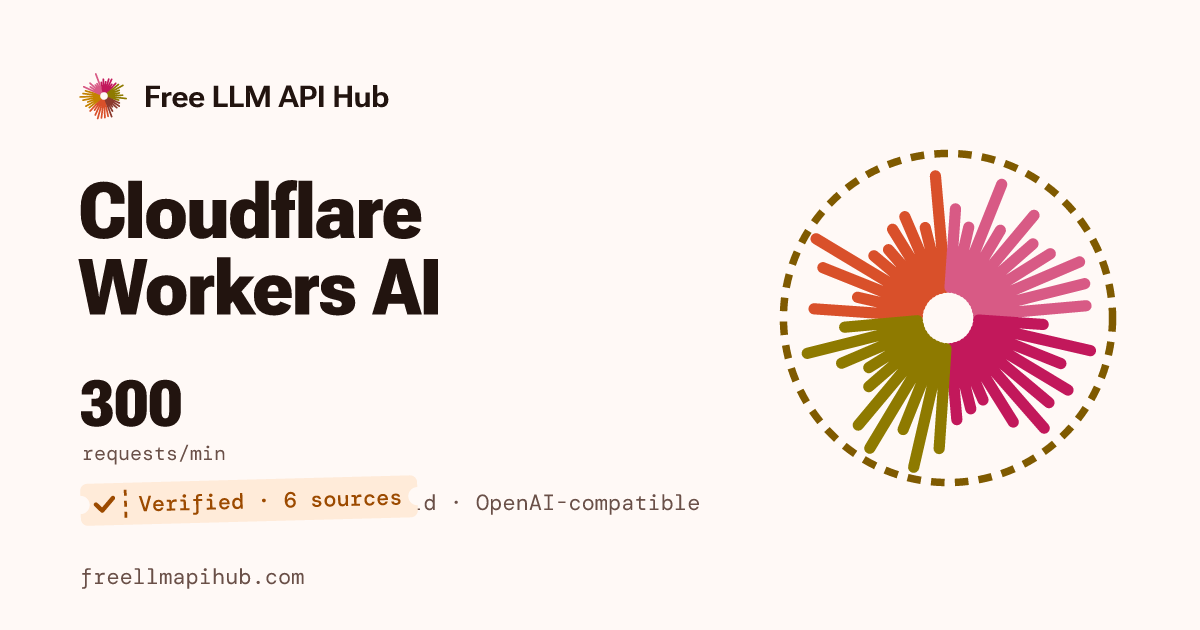 Free LLM API Hub
Cloudflare
Workers AI
300
requests/min
Verified · 6 sources
· OpenAI-compatible
freellmapihub.com